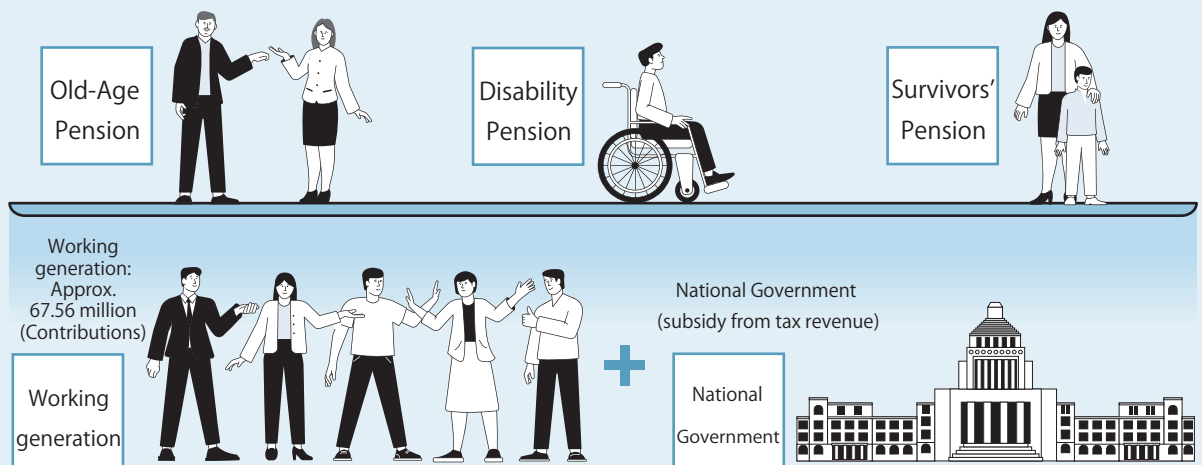 Old-Age
Pension
Disability
Pension
Survivors’
Pension
Working
generation:
Approx.
67.56 million
(Contributions)
Working
generation
National Government
(subsidy from tax revenue)
National
Government